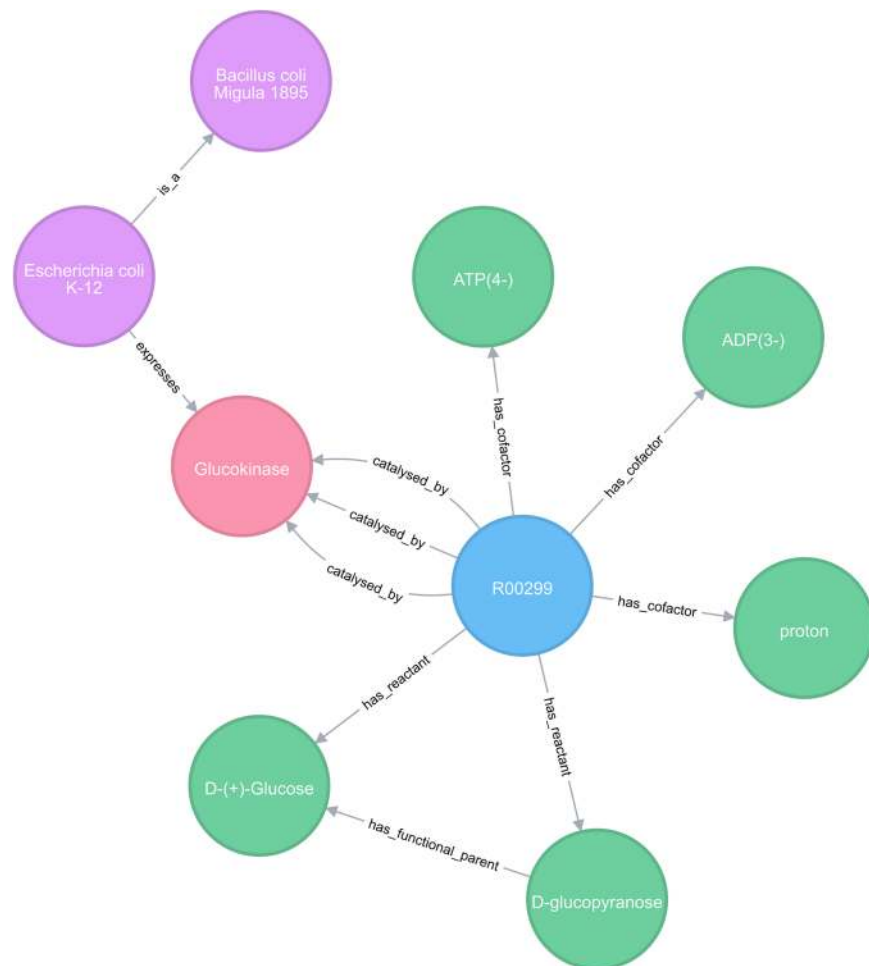 Bacillus coli
Migula 1895
is_a
Escherichia coli
K-12
ATP(4-)
ADP(3-)
expresses
has_cofactor
has_cofactor
Glucokinase
catalysed_by
catalysed_by
catalysed_by
R00299
has_cofactor
proton
has_reactant
has_reactant
D-(+)-Glucose
has_functional_parent
D-glucopyranose